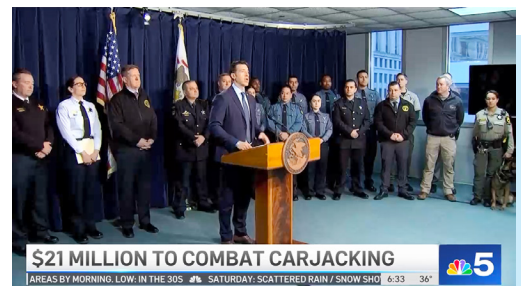 $21 MILLION TO COMBAT CARJACKING
5
AREAS BY MORNING. LOW: IN THE 30S SATURDAY: SCATTERED RAIN / SNOW SHO 6:33 36°